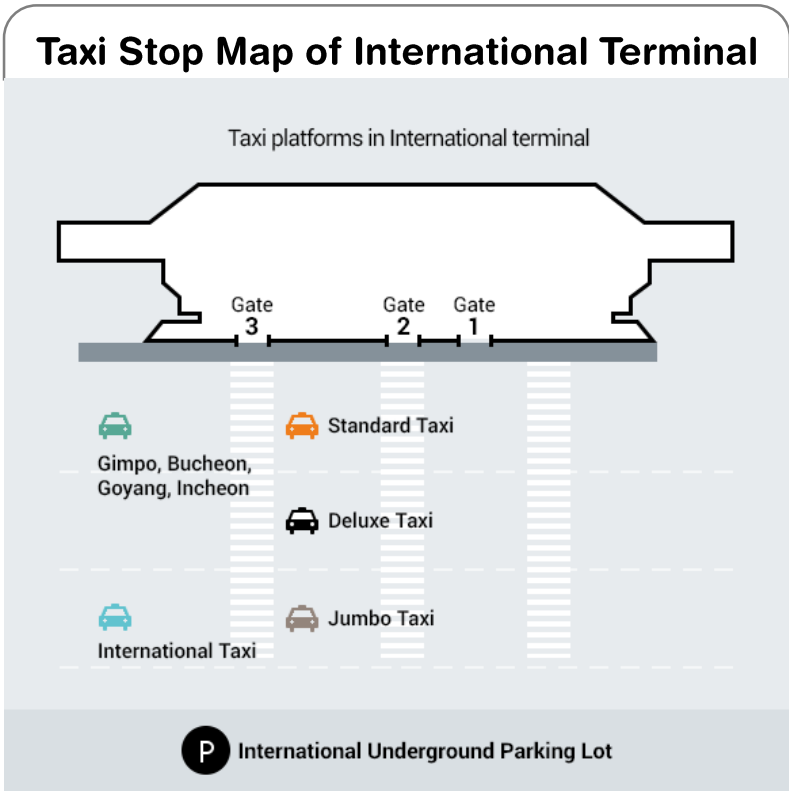 Taxi Stop Map of International Terminal
Taxi platforms in International terminal
Gate
3
Gate
2
Gate
1
Gimpo, Bucheon,
Goyang, Incheon
Standard Taxi
Deluxe Taxi
International Taxi
Jumbo Taxi
P International Underground Parking Lot